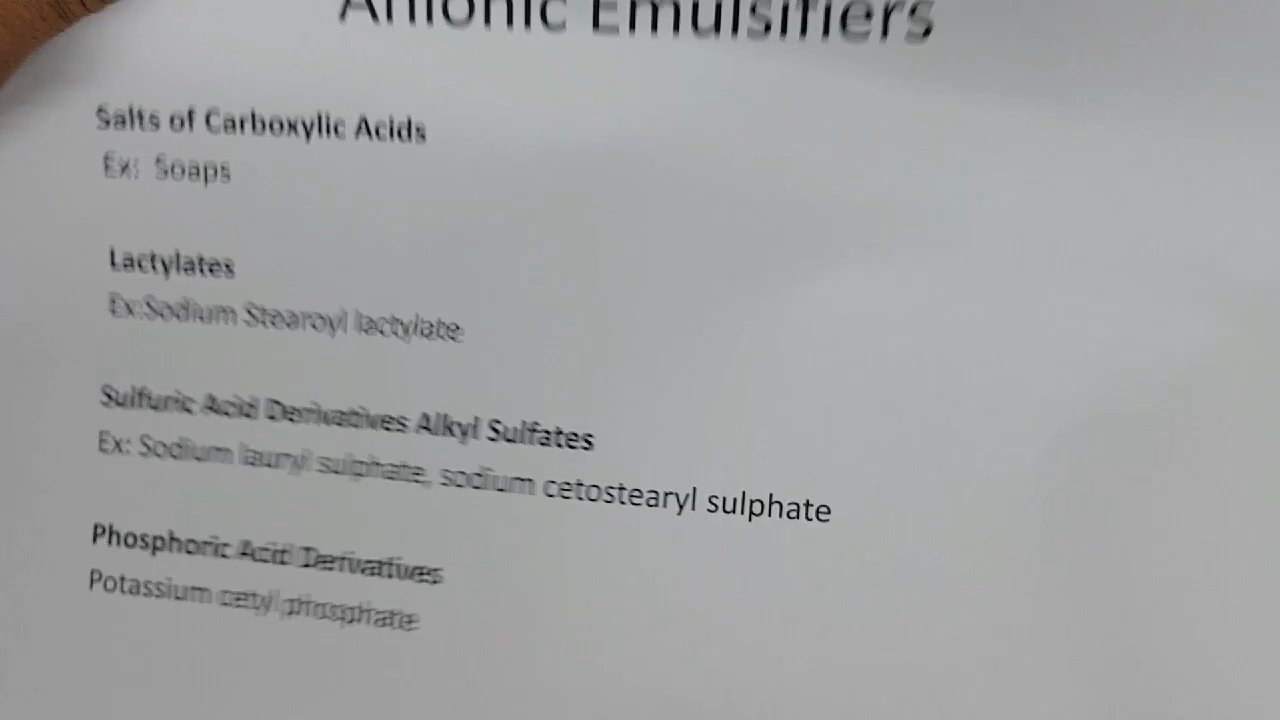 Anionic Emulsifiers
Salts of Carboxylic Acids
Ex: Soaps
Lactylates
Ex:Sodium Stearoyl lactylate
Sulfuric Acid Derivatives Alkyl Sulfates
Ex: Sodium lauryl sulphate, sodium cetostearyl sulphate
Phosphoric Acid Derivatives
Potassium cetyl phosphate